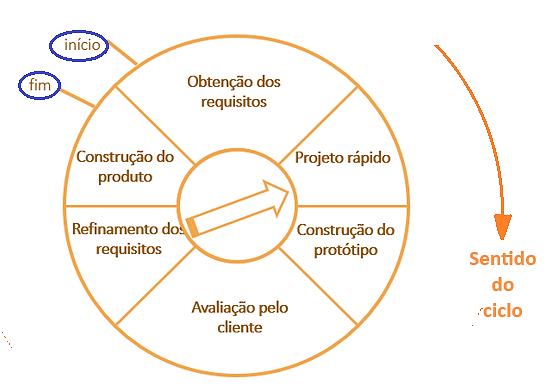 início
fim
Obtenção dos
requisitos
Projeto rápido
Construção do
protótipo
Avaliação pelo
cliente
Refinamento dos
requisitos
Construção do
produto
Sentido
do
ciclo